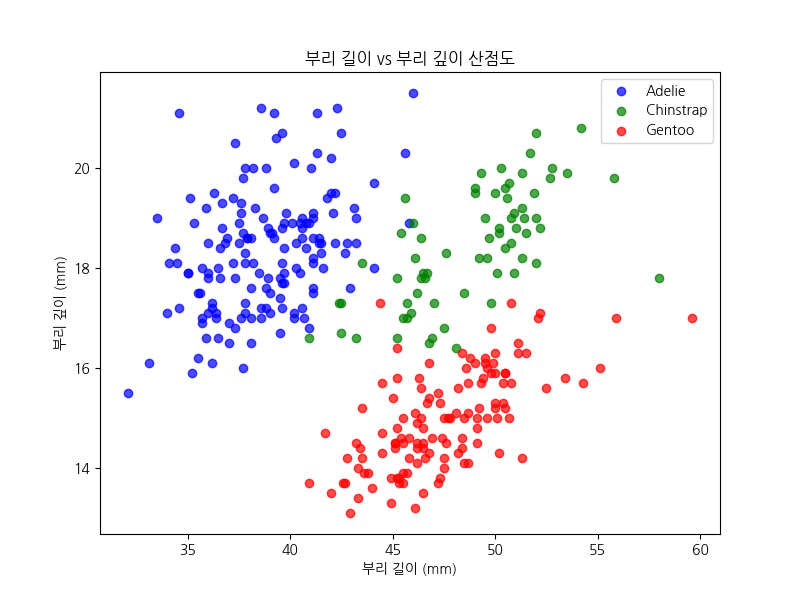 부리 길이 vs 부리 깊이 산점도
Adelie
Chinstrap
Gentoo
20
18
16
14
부리 깊이 (mm)
35 40 45 50 55 60
부리 길이 (mm)